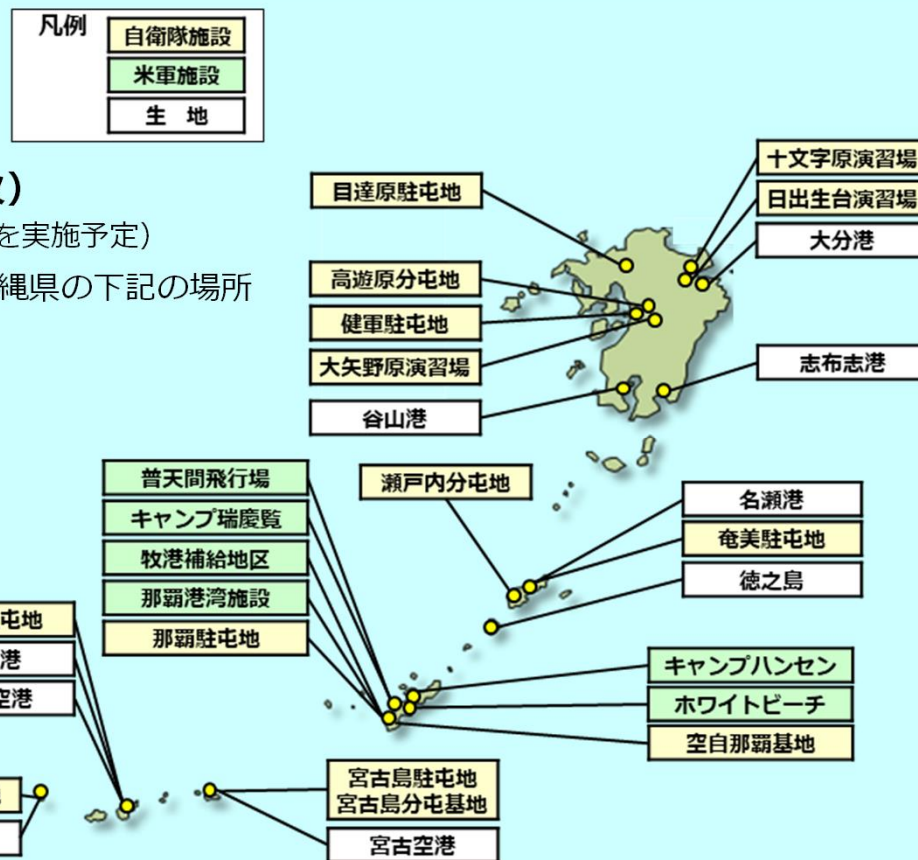 凡例
自衛隊施設
米軍施設
生 地
)
を実施予定）
縄県の下記の場所
目達原駐屯地
高遊原分屯地
健軍駐屯地
大矢野原演習場
谷山港
十文字原演習場
日出生台演習場
大分港
志布志港
普天間飛行場
キャンプ瑞慶覧
牧港補給地区
那覇港湾施設
那覇駐屯地
瀬戸内分屯地
名瀬港
奄美駐屯地
徳之島
屯地
港
空港
キャンプハンセン
ホワイトビーチ
空自那覇基地
宮古島駐屯地
宮古島分屯基地
宮古空港